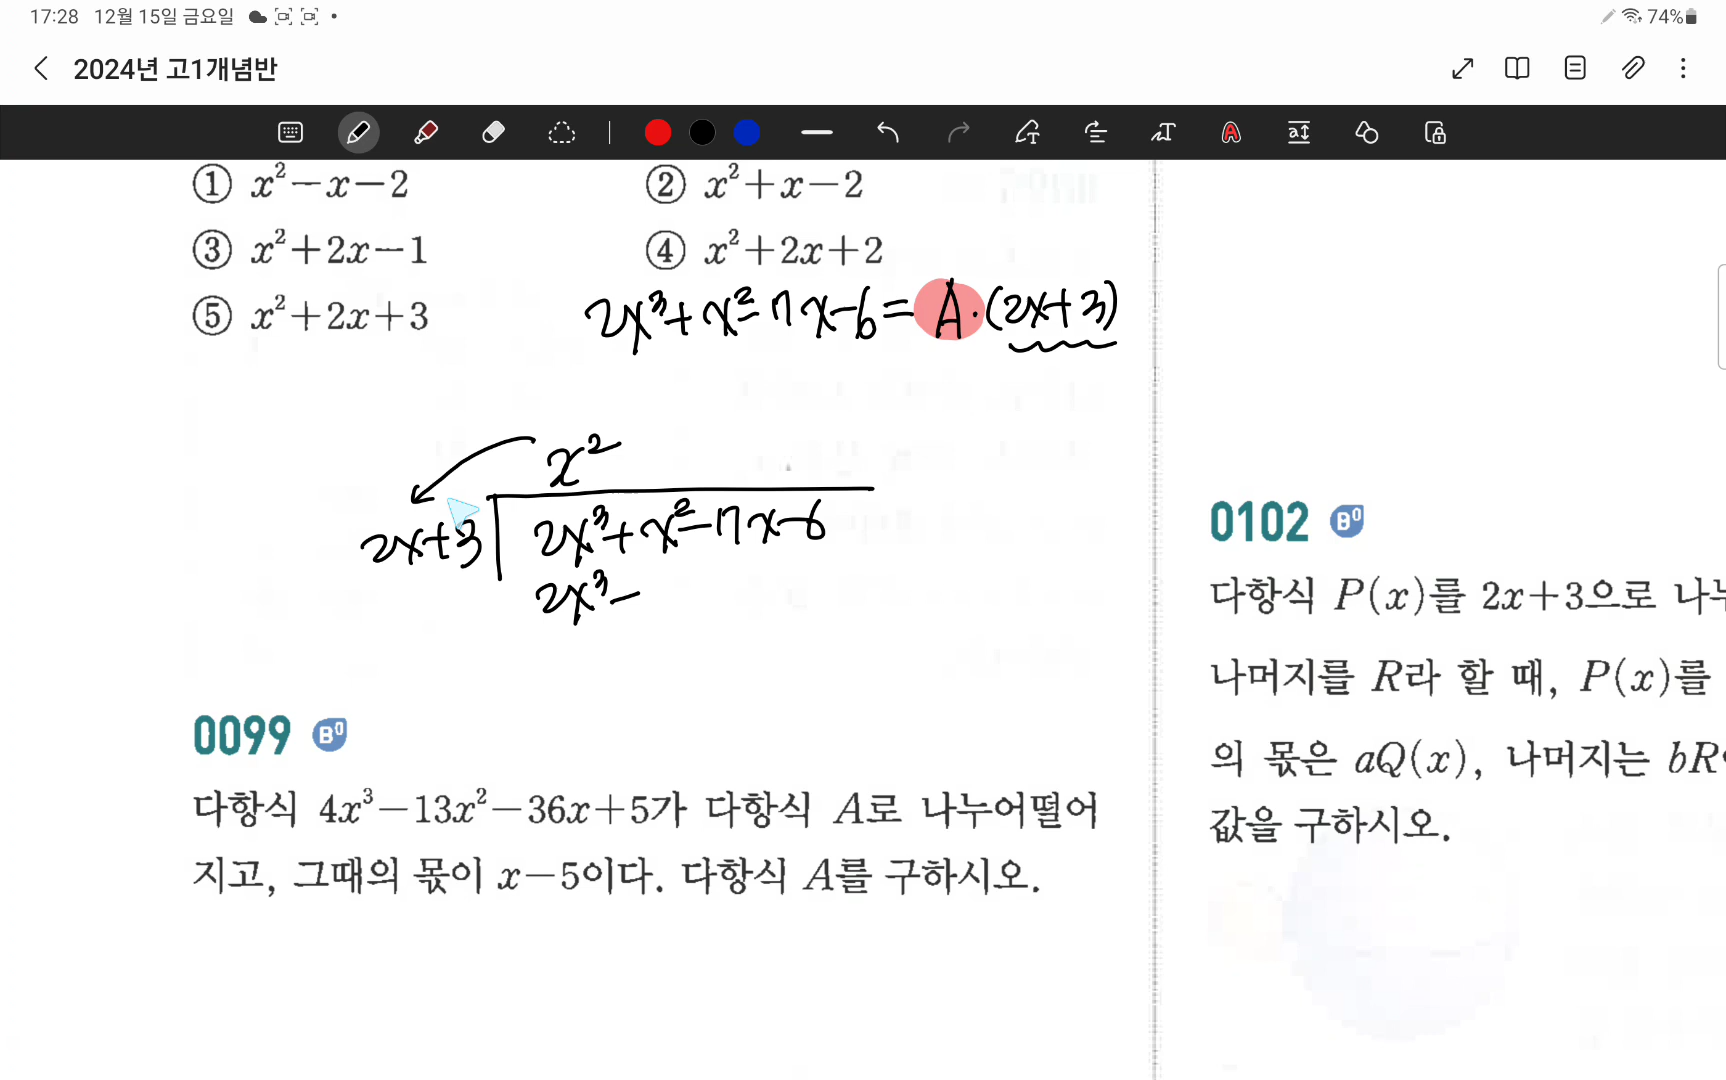 17:28 12월 15일 금요일
74%
2024년 고1개념반
① x²−x−2 ② x²+x−2
③ x²+2x−1 ④ x²+2x+2
⑤ x²+2x+3
2x³+x²−7x−6=A·(2x+3)
x²
2x+3 2x³+x²−7x−6
2x³−
0099 B⁰
다항식 4x³−13x²−36x+5가 다항식 A로 나누어떨어
지고, 그때의 몫이 x−5이다. 다항식 A를 구하시오.
0102 B⁰
다항식 P(x)를 2x+3으로
나머지를 R라 할 때, P(x)를
의 몫은 aQ(x), 나머지는 bR
값을 구하시오.